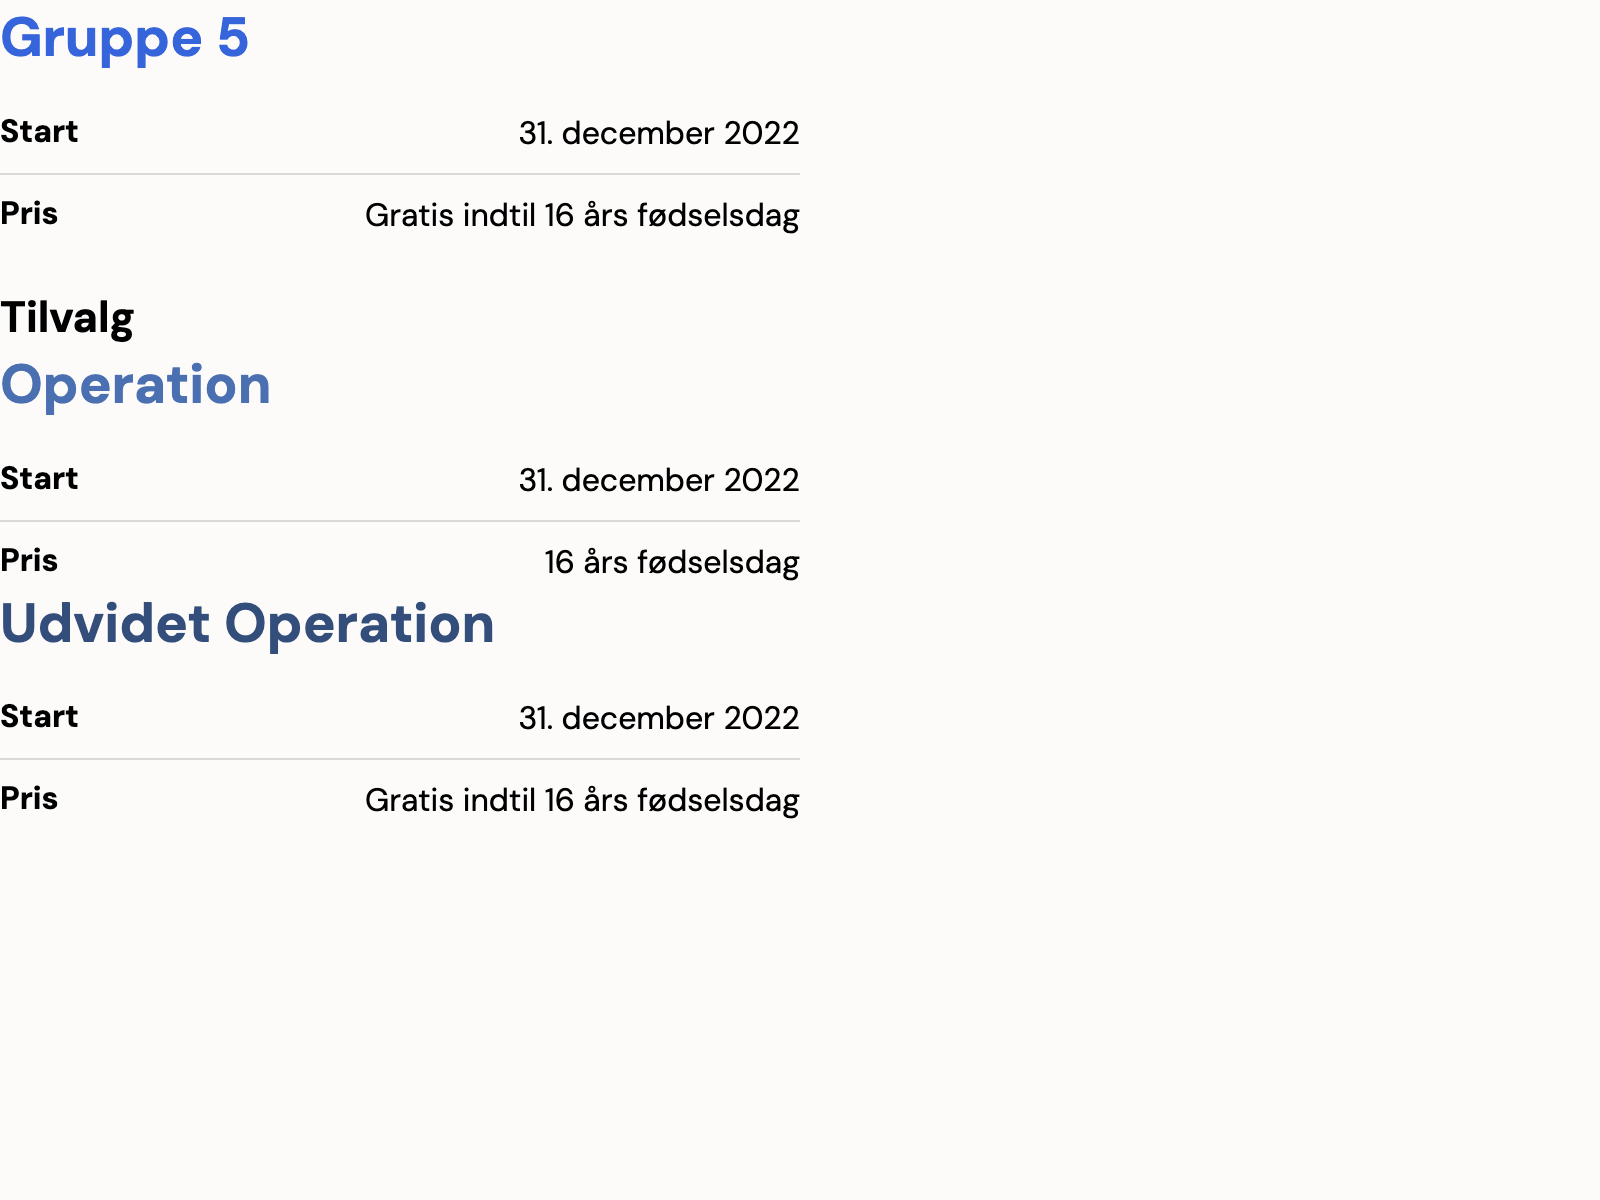 Gruppe 5
Start 31. december 2022
Pris Gratis indtil 16 års fødselsdag
Tilvalg
Operation
Start 31. december 2022
Pris 16 års fødselsdag
Udvidet Operation
Start 31. december 2022
Pris Gratis indtil 16 års fødselsdag